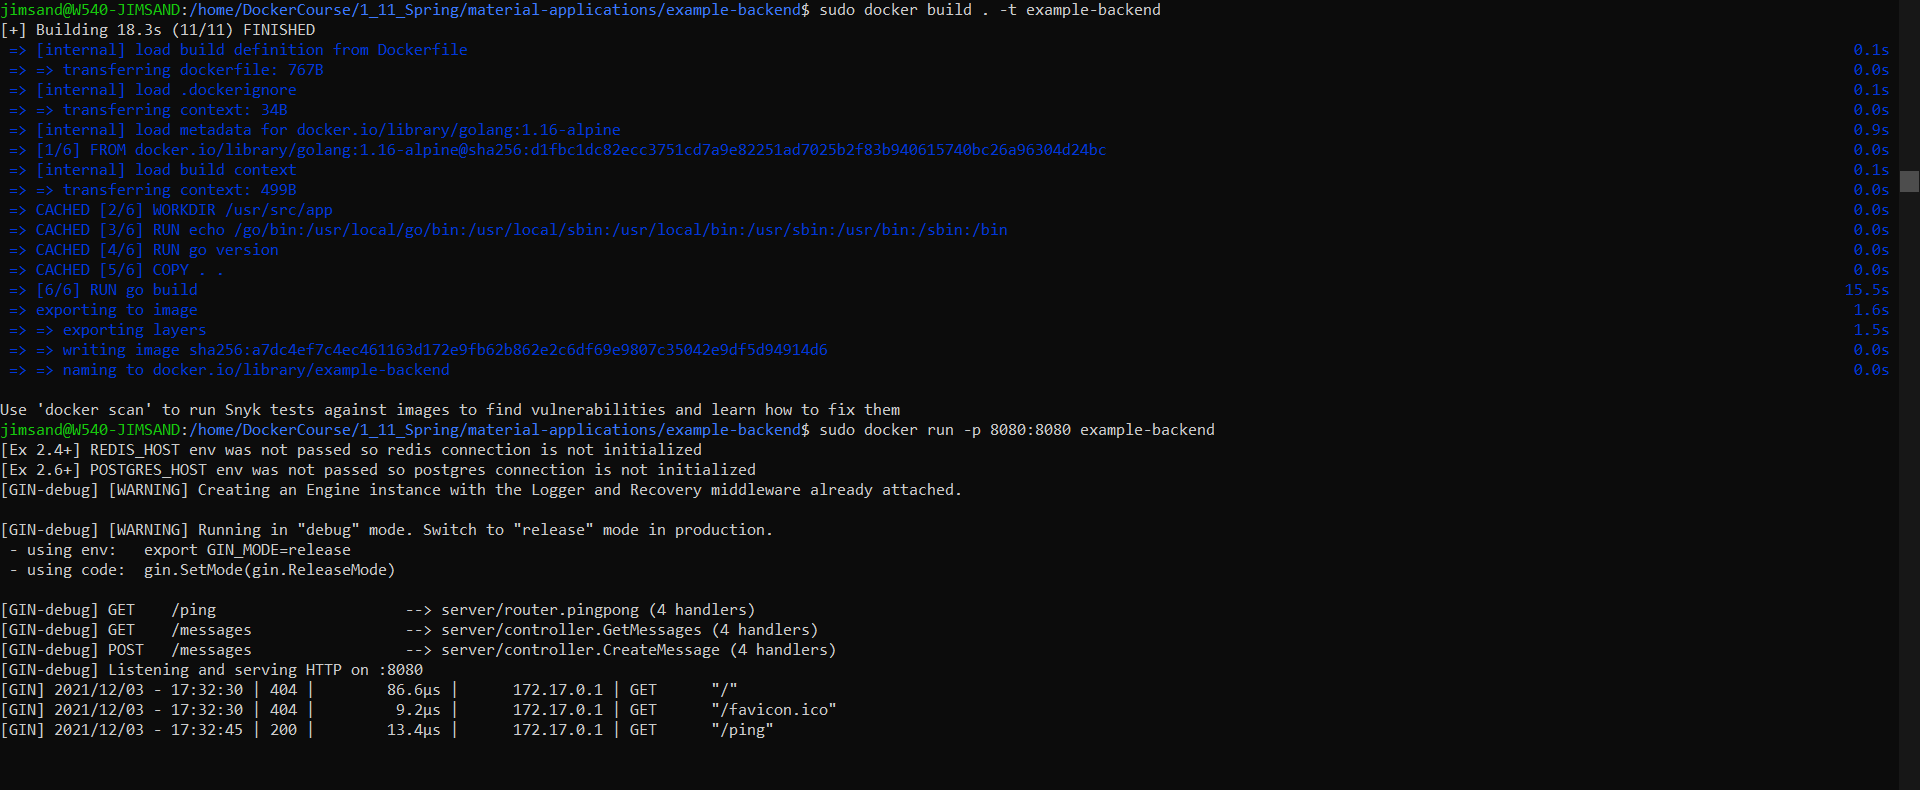 jimsand@W540-JIMSAND:/home/DockerCourse/1_11_Spring/material-applications/example-backend$ sudo docker build . -t example-backend
[+] Building 18.3s (11/11) FINISHED
 => [internal] load build definition from Dockerfile 0.1s
 => => transferring dockerfile: 767B 0.0s
 => [internal] load .dockerignore 0.1s
 => => transferring context: 34B 0.0s
 => [internal] load metadata for docker.io/library/golang:1.16-alpine 0.9s
 => [1/6] FROM docker.io/library/golang:1.16-alpine@sha256:d1fbc1dc82ecc3751cd7a9e82251ad7025b2f83b940615740bc26a96304d24bc 0.0s
 => [internal] load build context 0.1s
 => => transferring context: 499B 0.0s
 => CACHED [2/6] WORKDIR /usr/src/app 0.0s
 => CACHED [3/6] RUN echo /go/bin:/usr/local/go/bin:/usr/local/sbin:/usr/local/bin:/usr/sbin:/usr/bin:/sbin:/bin 0.0s
 => CACHED [4/6] RUN go version 0.0s
 => CACHED [5/6] COPY . . 0.0s
 => [6/6] RUN go build 15.5s
 => exporting to image 1.6s
 => => exporting layers 1.5s
 => => writing image sha256:a7dc4ef7c4ec461163d172e9fb62b862e2c6df69e9807c35042e9df5d94914d6 0.0s
 => => naming to docker.io/library/example-backend 0.0s
Use 'docker scan' to run Snyk tests against images to find vulnerabilities and learn how to fix them
jimsand@W540-JIMSAND:/home/DockerCourse/1_11_Spring/material-applications/example-backend$ sudo docker run -p 8080:8080 example-backend
[Ex 2.4+] REDIS_HOST env was not passed so redis connection is not initialized
[Ex 2.6+] POSTGRES_HOST env was not passed so postgres connection is not initialized
[GIN-debug] [WARNING] Creating an Engine instance with the Logger and Recovery middleware already attached.
[GIN-debug] [WARNING] Running in "debug" mode. Switch to "release" mode in production.
 - using env:   export GIN_MODE=release
 - using code:  gin.SetMode(gin.ReleaseMode)
[GIN-debug] GET    /ping                     --> server/router.pingpong (4 handlers)
[GIN-debug] GET    /messages                 --> server/controller.GetMessages (4 handlers)
[GIN-debug] POST   /messages                 --> server/controller.CreateMessage (4 handlers)
[GIN-debug] Listening and serving HTTP on :8080
[GIN] 2021/12/03 - 17:32:30 | 404 |        86.6µs |      172.17.0.1 | GET      "/"
[GIN] 2021/12/03 - 17:32:30 | 404 |         9.2µs |      172.17.0.1 | GET      "/favicon.ico"
[GIN] 2021/12/03 - 17:32:45 | 200 |        13.4µs |      172.17.0.1 | GET      "/ping"